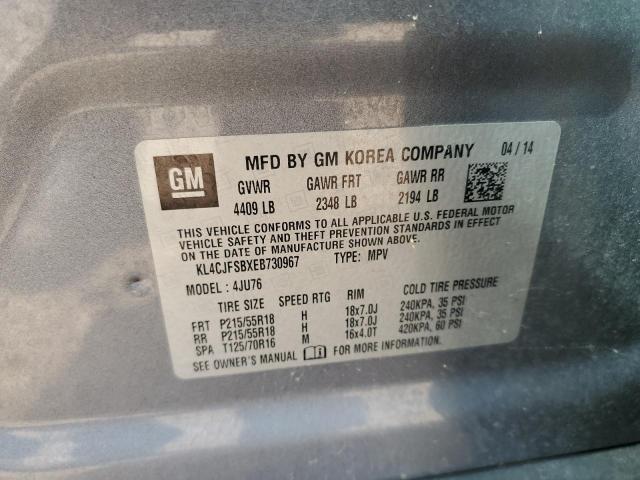 MFD BY GM KOREA COMPANY 04 / 14
GM
GVWR GAWR FRT GAWR RR
4409 LB 2348 LB 2194 LB
THIS VEHICLE CONFORMS TO ALL APPLICABLE U.S. FEDERAL MOTOR
VEHICLE SAFETY AND THEFT PREVENTION STANDARDS IN EFFECT
ON THE DATE OF MANUFACTURE SHOWN ABOVE.
KL4CJFSBXEB730967 TYPE: MPV
MODEL : 4JU76
TIRE SIZE SPEED RTG RIM COLD TIRE PRESSURE
FRT P215/55R18 H 18x7.0J 240KPA, 35 PSI
RR P215/55R18 H 18x7.0J 240KPA, 35 PSI
SPA T125/70R16 M 16x4.0T 420KPA, 60 PSI
SEE OWNER'S MANUAL FOR MORE INFORMATION.